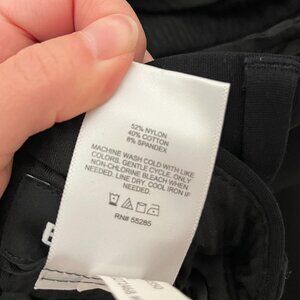 52% NYLON
40% COTTON
8% SPANDEX
MACHINE WASH COLD WITH LIKE
COLORS. GENTLE CYCLE. ONLY
NON-CHLORINE BLEACH WHEN
NEEDED. LINE DRY. COOL IRON IF
NEEDED.
RN# 55285